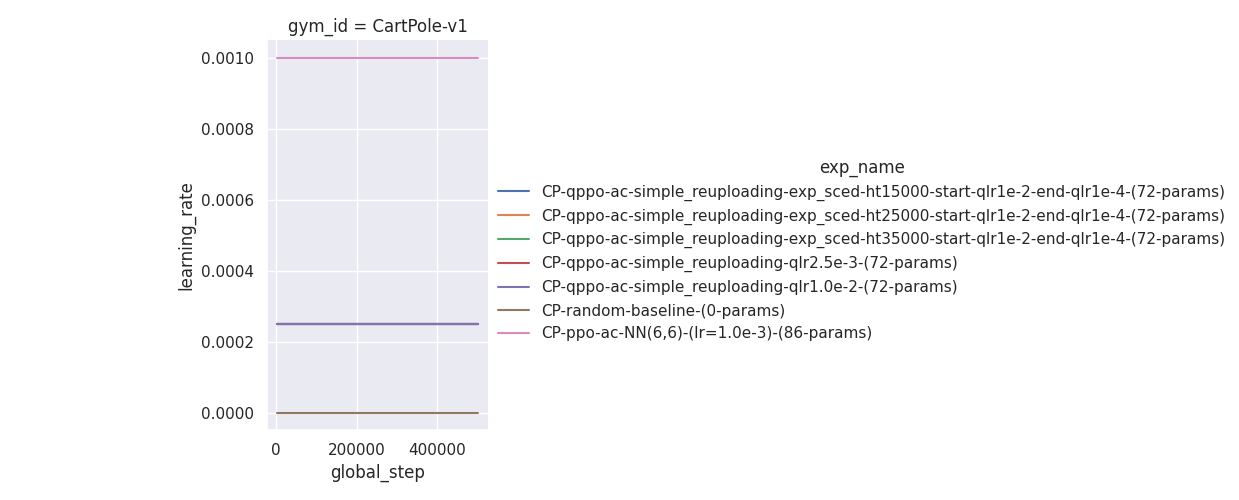 gym_id = CartPole-v1
0.0010
0.0008
0.0006
0.0004
0.0002
0.0000
learning_rate
0 200000 400000
global_step
exp_name
CP-qppo-ac-simple_reuploading-exp_sced-ht15000-start-qlr1e-2-end-qlr1e-4-(72-params)
CP-qppo-ac-simple_reuploading-exp_sced-ht25000-start-qlr1e-2-end-qlr1e-4-(72-params)
CP-qppo-ac-simple_reuploading-exp_sced-ht35000-start-qlr1e-2-end-qlr1e-4-(72-params)
CP-qppo-ac-simple_reuploading-qlr2.5e-3-(72-params)
CP-qppo-ac-simple_reuploading-qlr1.0e-2-(72-params)
CP-random-baseline-(0-params)
CP-ppo-ac-NN(6,6)-(lr=1.0e-3)-(86-params)